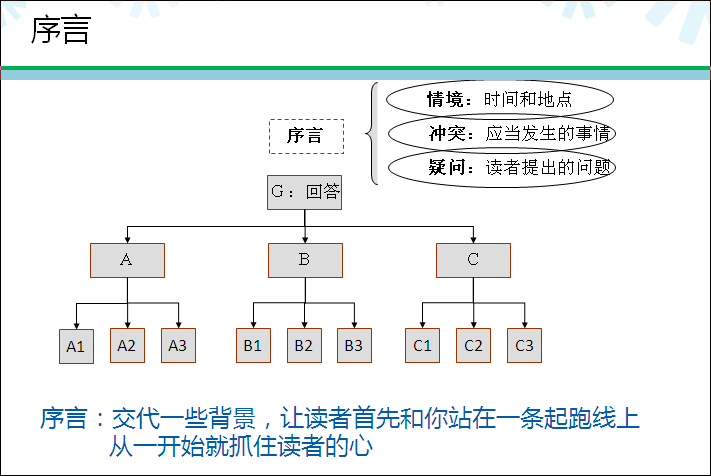 序言
情境：时间和地点
序言
冲突：应当发生的事情
疑问：读者提出的问题
G：回答
A
B
C
A1
A2
A3
B1
B2
B3
C1
C2
C3
序言：交代一些背景，让读者首先和你站在一条起跑线上
从一开始就抓住读者的心